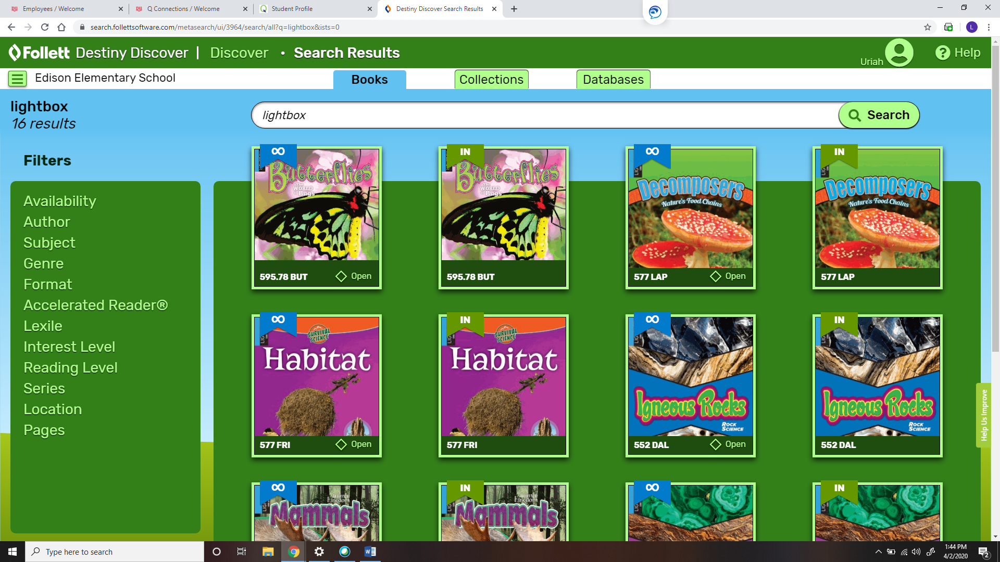 Employees / Welcome
Q Connections / Welcome
Student Profile
Destiny Discover Search Results
search.follettsoftware.com/metasearch/ui/3964/search/all?q=lightbox&ists=0
L
Follett Destiny Discover | Discover • Search Results
Uriah
? Help
Edison Elementary School
Books
Collections
Databases
lightbox
16 results
lightbox
Search
Filters
Availability
Author
Subject
Genre
Format
Accelerated Reader®
Lexile
Interest Level
Reading Level
Series
Location
Pages
∞
Butterflies
The WORLD of Bugs
595.78 BUT
Open
IN
Butterflies
The WORLD of Bugs
595.78 BUT
∞
Decomposers
Nature's Food Chains
577 LAP
Open
IN
Decomposers
Nature's Food Chains
577 LAP
∞
SURVIVAL SCIENCE
Habitat
577 FRI
Open
IN
SURVIVAL SCIENCE
Habitat
577 FRI
∞
Igneous Rocks
ROCK SCIENCE
552 DAL
Open
IN
Igneous Rocks
ROCK SCIENCE
552 DAL
∞
Animal Kingdom
Mammals
IN
Animal Kingdom
Mammals
∞
IN
Help Us Improve
Type here to search
1:44 PM
4/2/2020
2